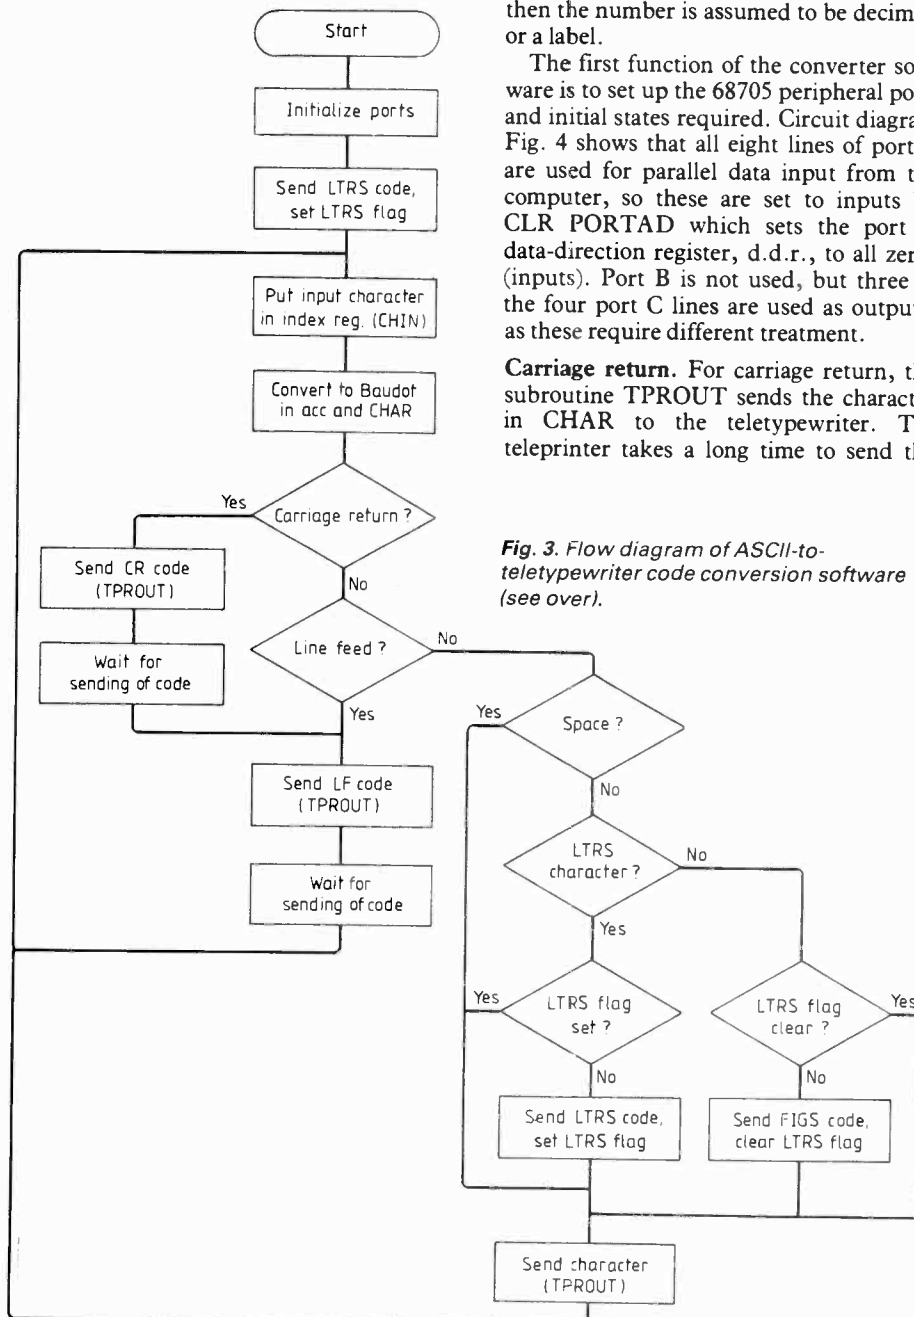 then the number is assumed to be decim
or a label.
The first function of the converter so
ware is to set up the 68705 peripheral po
and initial states required. Circuit diagra
Fig. 4 shows that all eight lines of port
are used for parallel data input from t
computer, so these are set to inputs
CLR PORTAD which sets the port
data-direction register, d.d.r., to all zer
(inputs). Port B is not used, but three
the four port C lines are used as output
as these require different treatment.
Carriage return. For carriage return, th
subroutine TPROUT sends the charact
in CHAR to the teletypewriter. T
teleprinter takes a long time to send th
Fig. 3. Flow diagram of ASCII-to-
teletypewriter code conversion software
(see over).
Start
Initialize ports
Send LTRS code,
set LTRS flag
Put input character
in index reg. (CHIN)
Convert to Baudot
in acc and CHAR
Carriage return ?
Yes
No
Send CR code
(TPROUT)
Wait for
sending of code
Line feed ?
No
Yes
Send LF code
(TPROUT)
Wait for
sending of code
Space ?
Yes
No
LTRS
character ?
No
Yes
LTRS flag
set ?
Yes
No
LTRS flag
clear ?
Yes
No
Send LTRS code,
set LTRS flag
Send FIGS code,
clear LTRS flag
Send character
(TPROUT)